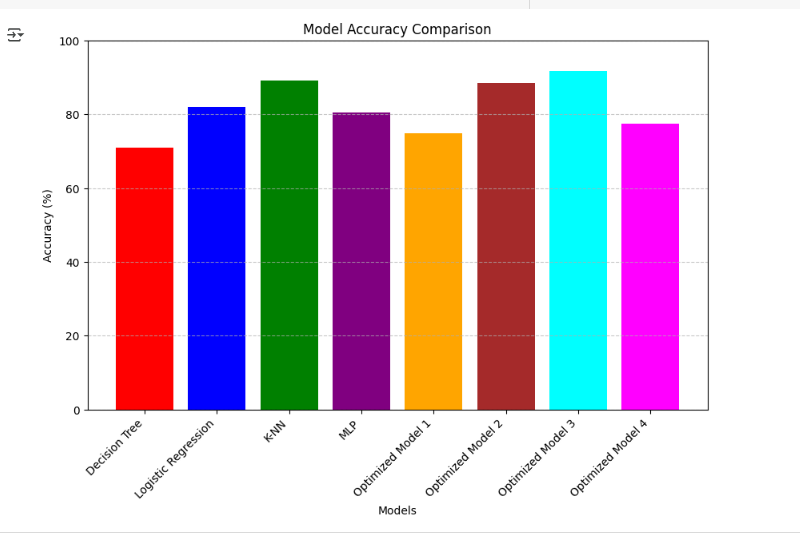 Model Accuracy Comparison
100
80
60
40
20
0
Accuracy (%)
Decision Tree
Logistic Regression
K-NN
MLP
Optimized Model 1
Optimized Model 2
Optimized Model 3
Optimized Model 4
Models